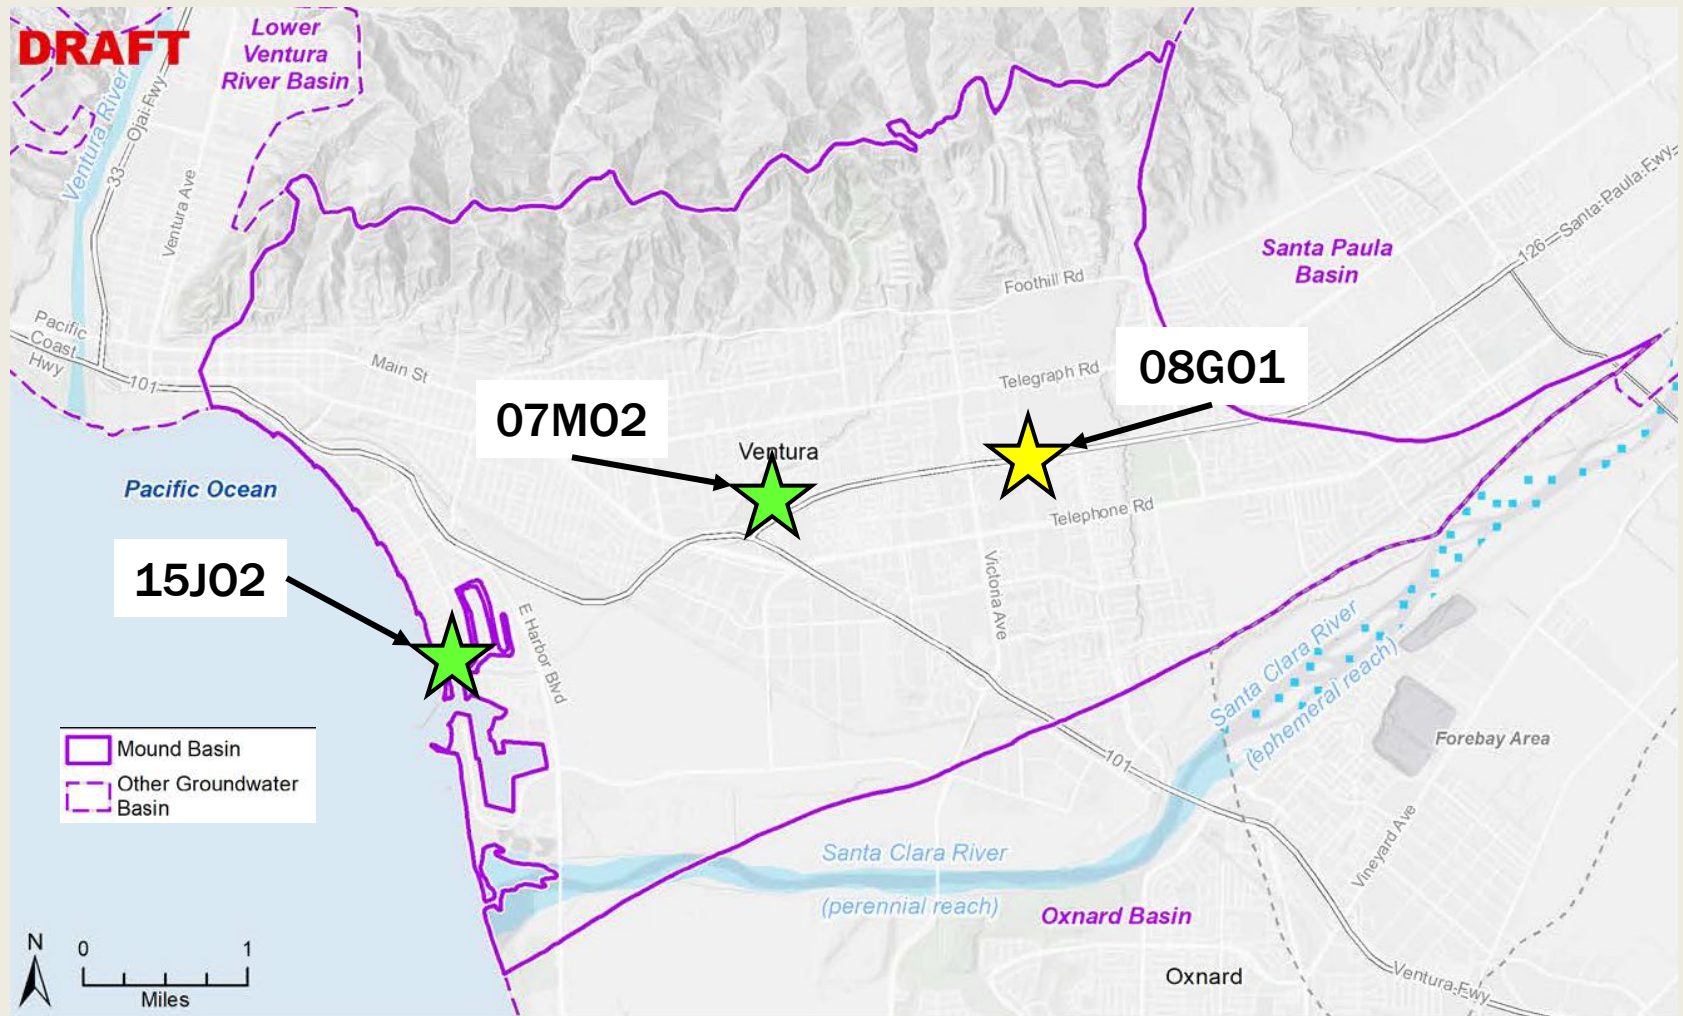 DRAFT
Lower
Ventura
River Basin
Ventura River
33
Ojai-Fwy
Ventura Ave
Santa Paula
Basin
126
Santa-Paula-Fwy
Foothill Rd
Pacific
Coast
Hwy
101
Main St
Telegraph Rd
08G01
07M02
Ventura
Pacific Ocean
Telephone Rd
15J02
Victoria Ave
E Harbor Blvd
Santa Clara River
(ephemeral reach)
Mound Basin
Other Groundwater
Basin
Forebay Area
101
Vineyard Ave
Santa Clara River
(perennial reach)
Oxnard Basin
N
0 1
Miles
Oxnard
Ventura-Fwy